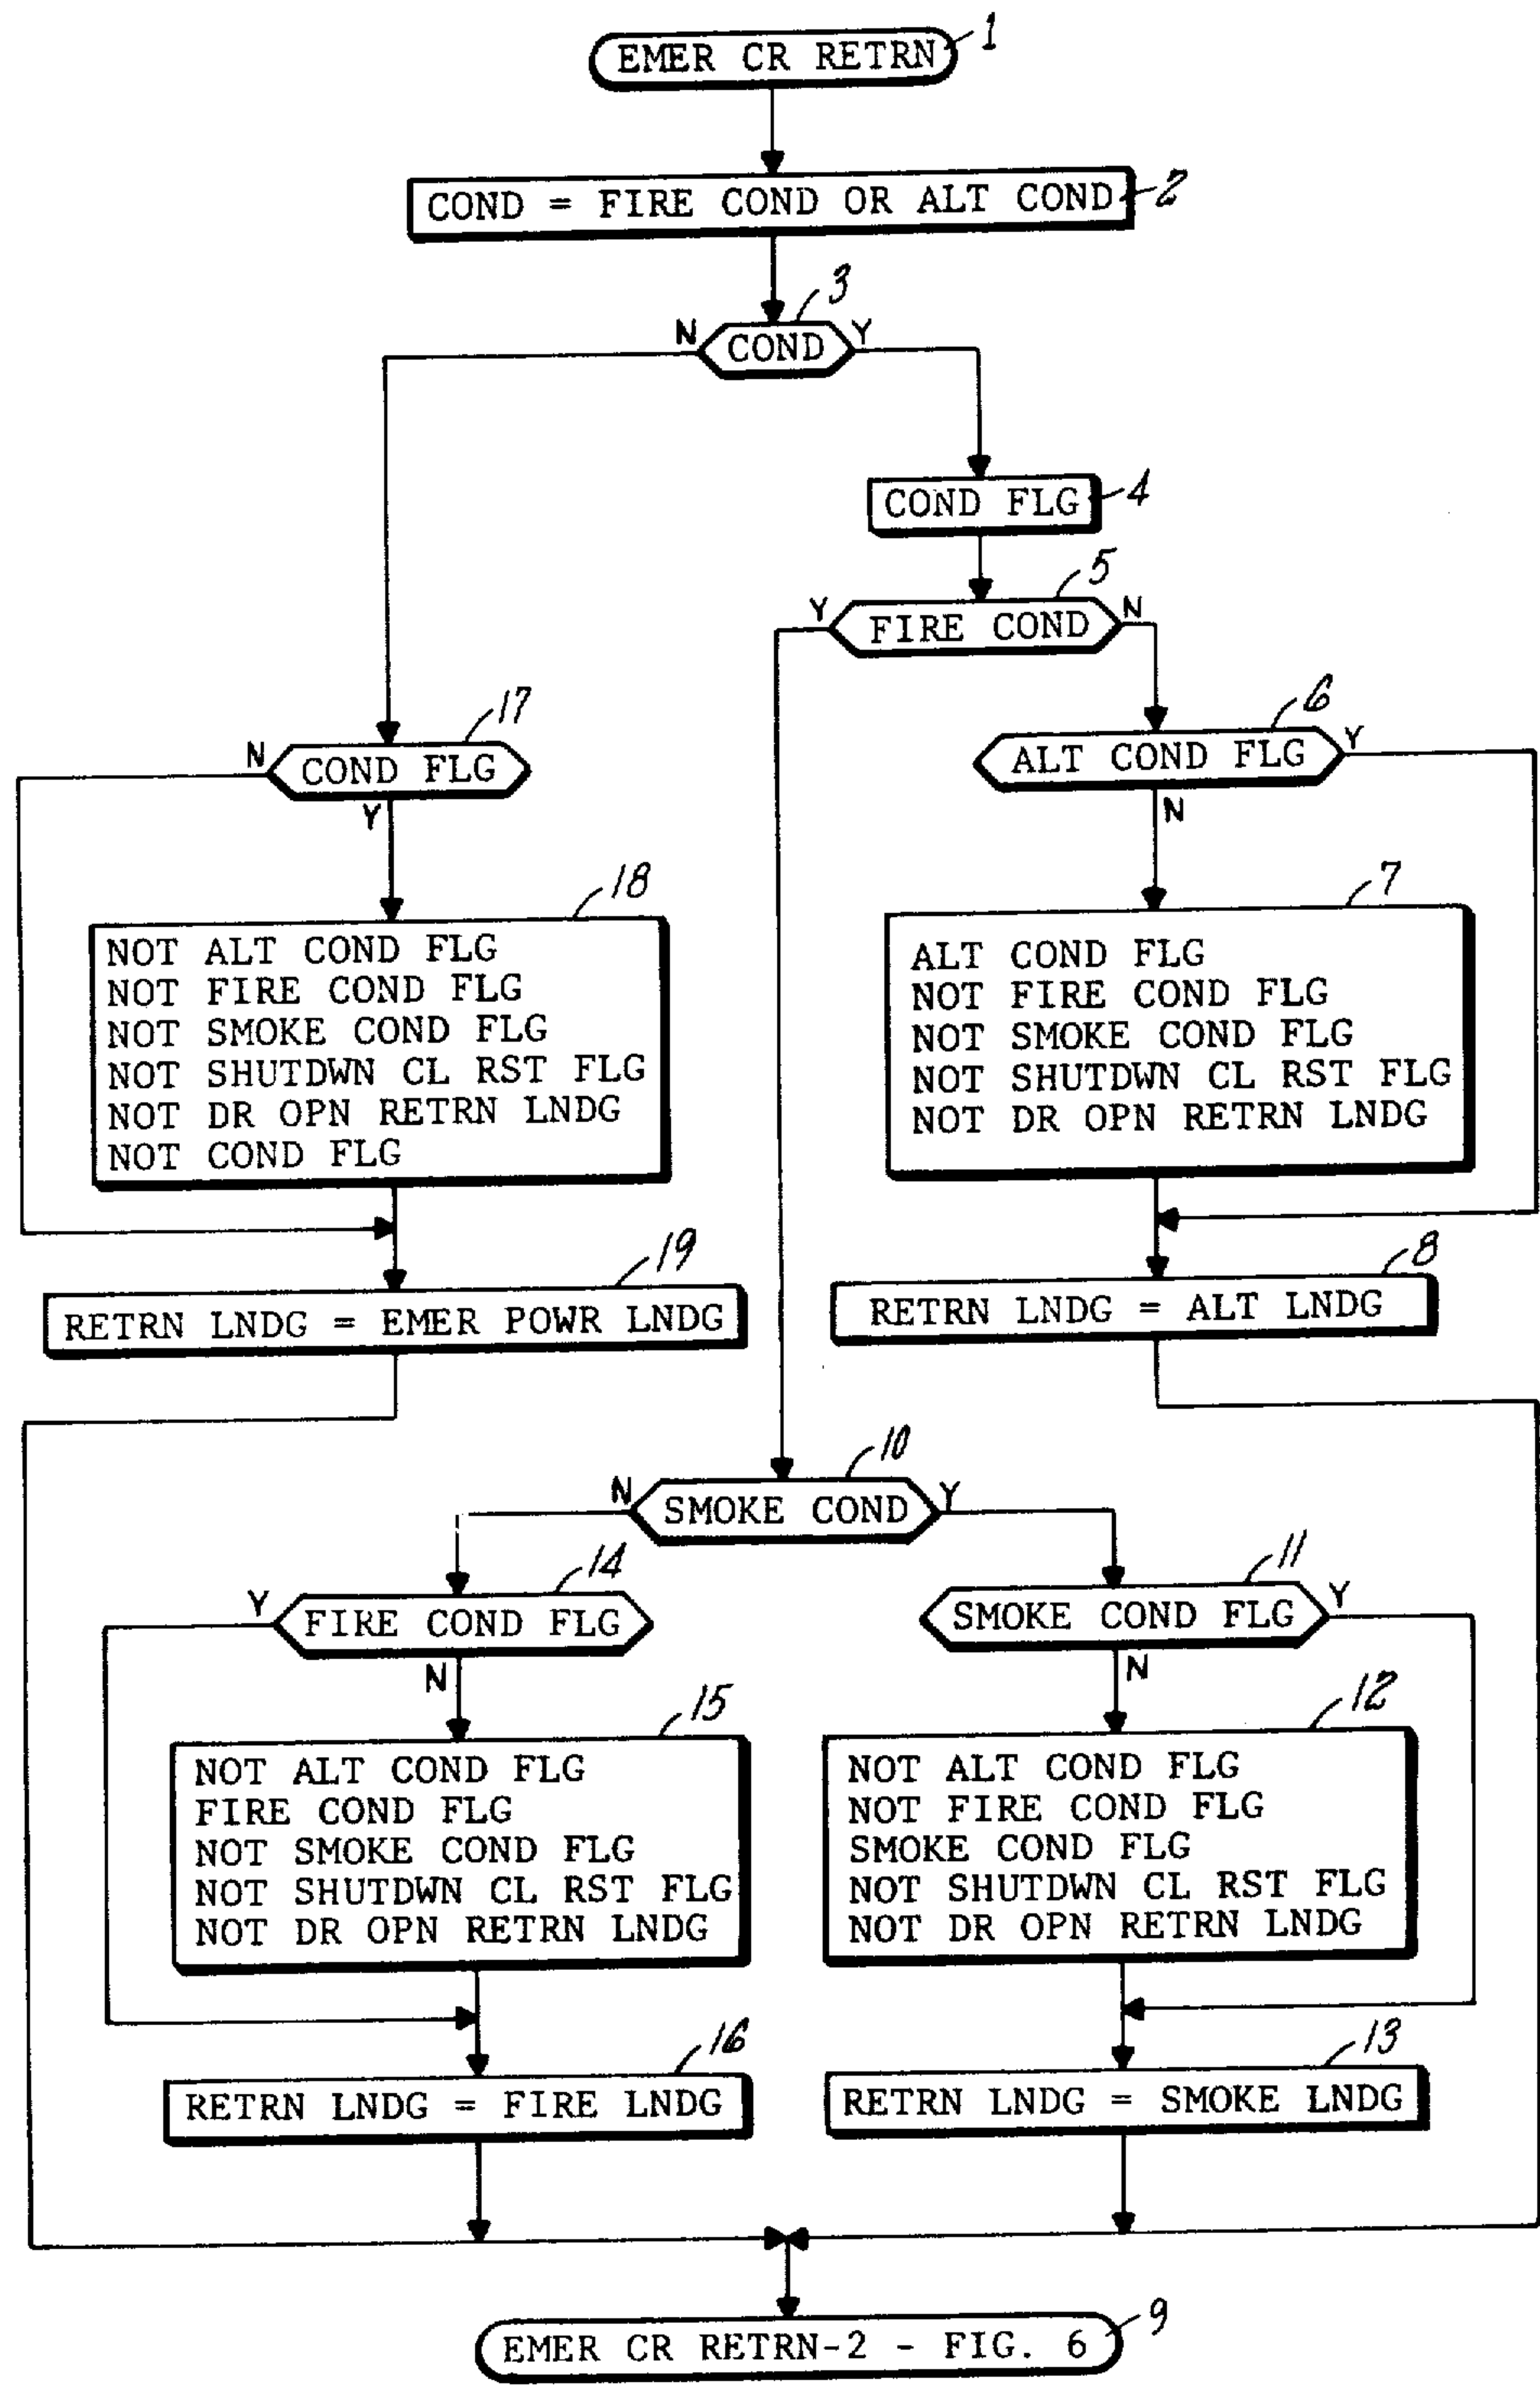 EMER CR RETRN
1
COND = FIRE COND OR ALT COND
2
3
N
COND
Y
COND FLG
4
5
Y
FIRE COND
N
17
N
COND FLG
Y
6
ALT COND FLG
Y
N
18
NOT ALT COND FLG
NOT FIRE COND FLG
NOT SMOKE COND FLG
NOT SHUTDWN CL RST FLG
NOT DR OPN RETRN LNDG
NOT COND FLG
7
ALT COND FLG
NOT FIRE COND FLG
NOT SMOKE COND FLG
NOT SHUTDWN CL RST FLG
NOT DR OPN RETRN LNDG
19
RETRN LNDG = EMER POWR LNDG
8
RETRN LNDG = ALT LNDG
10
N
SMOKE COND
Y
14
Y
FIRE COND FLG
N
11
SMOKE COND FLG
Y
N
15
NOT ALT COND FLG
FIRE COND FLG
NOT SMOKE COND FLG
NOT SHUTDWN CL RST FLG
NOT DR OPN RETRN LNDG
12
NOT ALT COND FLG
NOT FIRE COND FLG
SMOKE COND FLG
NOT SHUTDWN CL RST FLG
NOT DR OPN RETRN LNDG
16
RETRN LNDG = FIRE LNDG
13
RETRN LNDG = SMOKE LNDG
EMER CR RETRN-2 - FIG. 6
9